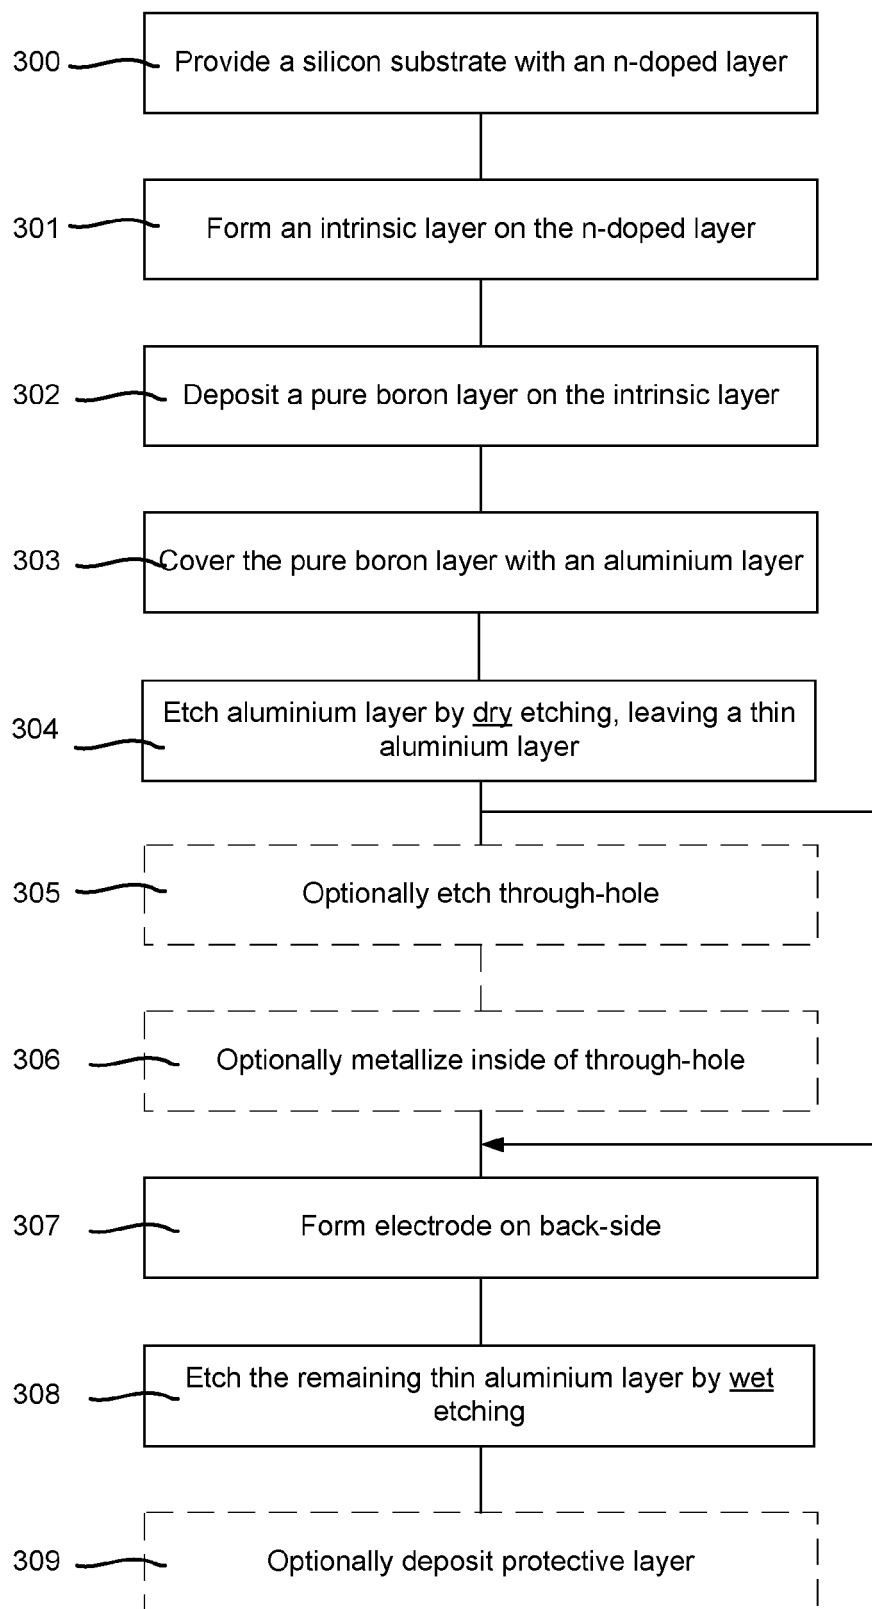 300 Provide a silicon substrate with an n-doped layer
301 Form an intrinsic layer on the n-doped layer
302 Deposit a pure boron layer on the intrinsic layer
303 Cover the pure boron layer with an aluminium layer
304 Etch aluminium layer by dry etching, leaving a thin
aluminium layer
305 Optionally etch through-hole
306 Optionally metallize inside of through-hole
307 Form electrode on back-side
308 Etch the remaining thin aluminium layer by wet
etching
309 Optionally deposit protective layer